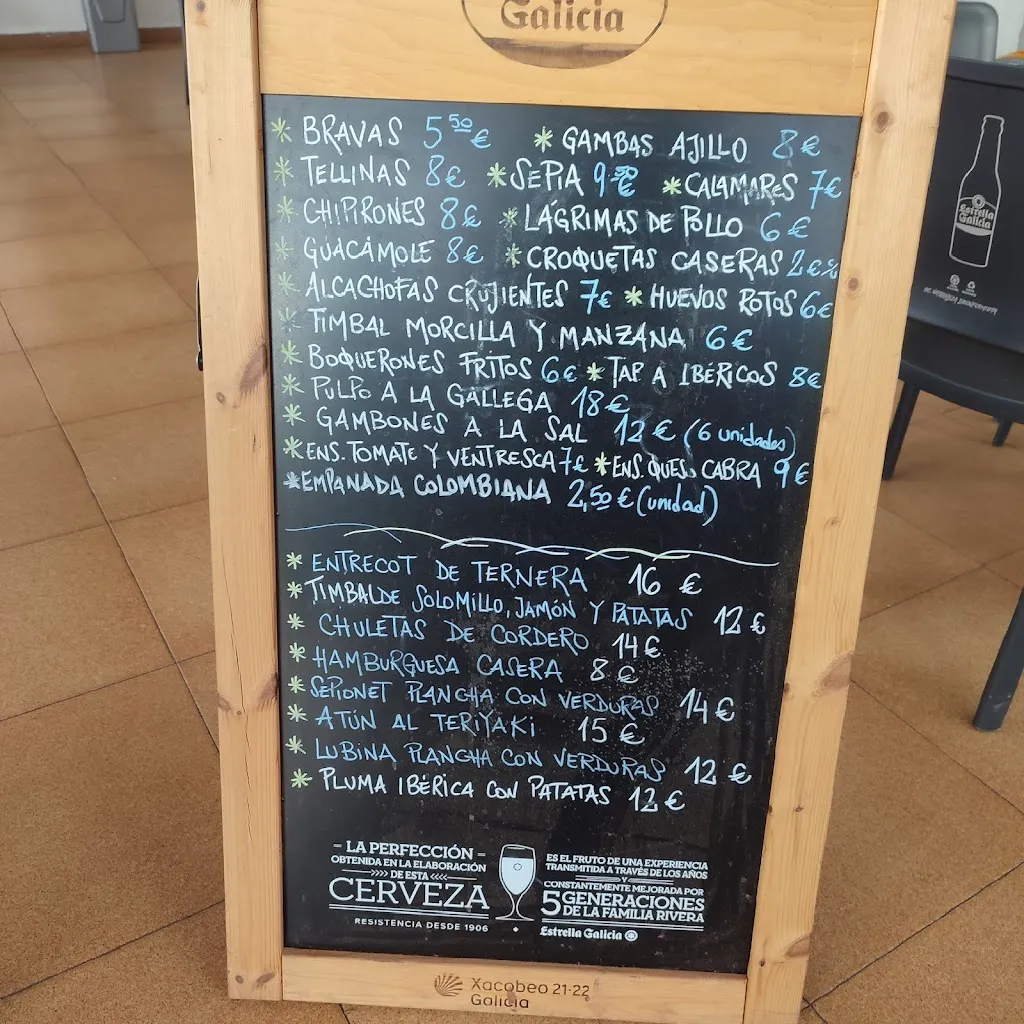 Galicia
* BRAVAS 5⁵⁰€ * GAMBAS AJILLO 8€
* TELLINAS 8€ * SEPIA 9⁵⁰€ * CALAMARES 7€
* CHIPIRONES 8€ * LÁGRIMAS DE POLLO 6€
* GUACAMOLE 8€ * CROQUETAS CASERAS 2€
* ALCACHOFAS CRUJIENTES 7€ * HUEVOS ROTOS 6€
* TIMBAL MORCILLA Y MANZANA 6€
* BOQUERONES FRITOS 6€ * TAP A IBÉRICOS 8€
* PULPO A LA GALLEGA 18€
* GAMBONES A LA SAL 12€ (6 unidades)
* ENS. TOMATE Y VENTRESCA 7€ * ENS. QUESO CABRA 9€
* EMPANADA COLOMBIANA 2,50€ (unidad)
* ENTRECOT DE TERNERA 16 €
* TIMBAL DE SOLOMILLO, JAMÓN Y PATATAS 12€
* CHULETAS DE CORDERO 14€
* HAMBURGUESA CASERA 8€
* SEPIONET PLANCHA CON VERDURAS 14€
* ATÚN AL TERIYAKI 15€
* LUBINA PLANCHA CON VERDURAS 12€
* PLUMA IBÉRICA CON PATATAS 12€
- LA PERFECCIÓN -
OBTENIDA EN LA ELABORACIÓN
DE ESTA
CERVEZA
RESISTENCIA DESDE 1906
ES EL FRUTO DE UNA EXPERIENCIA
TRANSMITIDA A TRAVÉS DE LOS AÑOS
Y
CONSTANTEMENTE MEJORADA POR
5 GENERACIONES
DE LA FAMILIA RIVERA
Estrella Galicia
Xacobeo 21-22
Galicia
Estrella
Galicia